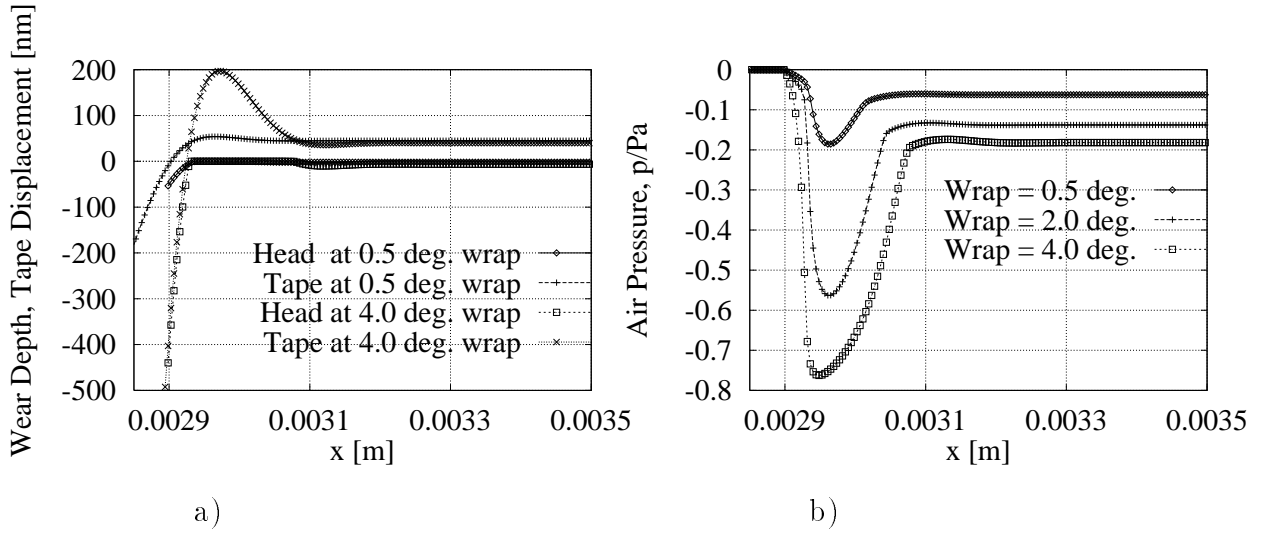 Wear Depth, Tape Displacement [nm]
200
100
0
-100
-200
-300
-400
-500
Head at 0.5 deg. wrap
Tape at 0.5 deg. wrap
Head at 4.0 deg. wrap
Tape at 4.0 deg. wrap
0.0029 0.0031 0.0033 0.0035
x [m]
a)
Air Pressure, p/Pa
0
-0.1
-0.2
-0.3
-0.4
-0.5
-0.6
-0.7
-0.8
Wrap = 0.5 deg.
Wrap = 2.0 deg.
Wrap = 4.0 deg.
0.0029 0.0031 0.0033 0.0035
x [m]
b)